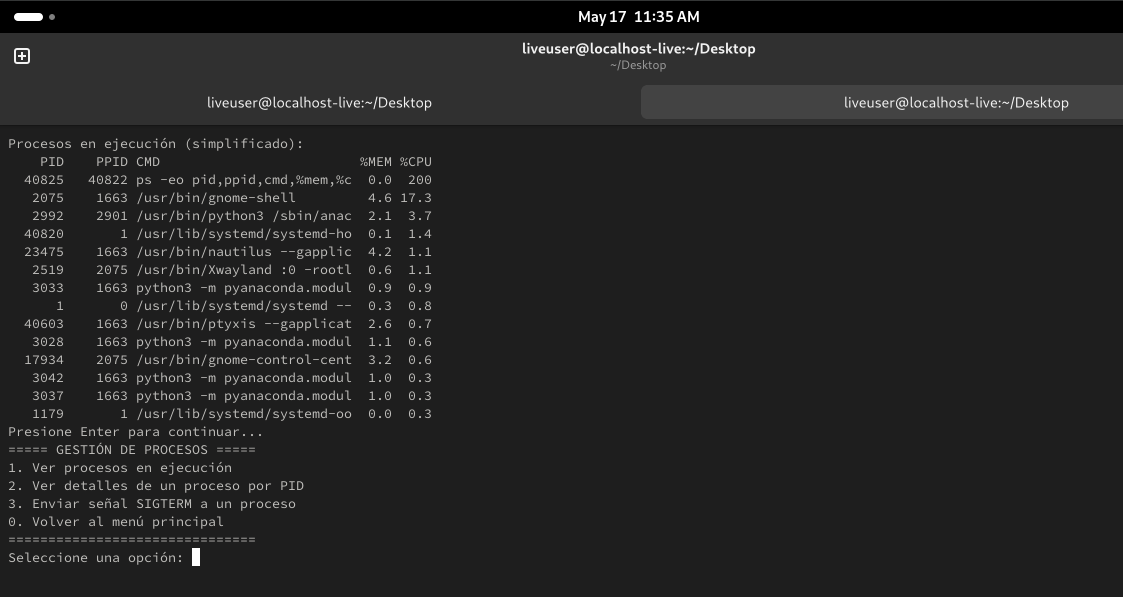 May 17 11:35 AM
liveuser@localhost-live:~/Desktop
~/Desktop
liveuser@localhost-live:~/Desktop
liveuser@localhost-live:~/Desktop
Procesos en ejecución (simplificado):
    PID    PPID CMD                         %MEM %CPU
  40825   40822 ps -eo pid,ppid,cmd,%mem,%c  0.0  200
   2075    1663 /usr/bin/gnome-shell         4.6 17.3
   2992    2901 /usr/bin/python3 /sbin/anac  2.1  3.7
  40820       1 /usr/lib/systemd/systemd-ho  0.1  1.4
  23475    1663 /usr/bin/nautilus --gapplic  4.2  1.1
   2519    2075 /usr/bin/Xwayland :0 -rootl  0.6  1.1
   3033    1663 python3 -m pyanaconda.modul  0.9  0.9
      1       0 /usr/lib/systemd/systemd --  0.3  0.8
  40603    1663 /usr/bin/ptyxis --gapplicat  2.6  0.7
   3028    1663 python3 -m pyanaconda.modul  1.1  0.6
  17934    2075 /usr/bin/gnome-control-cent  3.2  0.6
   3042    1663 python3 -m pyanaconda.modul  1.0  0.3
   3037    1663 python3 -m pyanaconda.modul  1.0  0.3
   1179       1 /usr/lib/systemd/systemd-oo  0.0  0.3
Presione Enter para continuar...
===== GESTIÓN DE PROCESOS =====
1. Ver procesos en ejecución
2. Ver detalles de un proceso por PID
3. Enviar señal SIGTERM a un proceso
0. Volver al menú principal
===============================
Seleccione una opción: